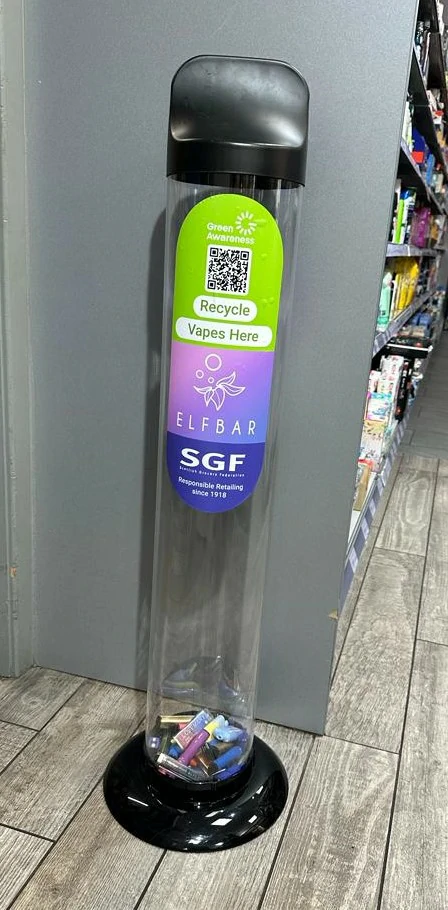 Green
Awareness
Recycle
Vapes Here
ELFBAR
SGF
Scottish Grocers Federation
Responsible Retailing
since 1918